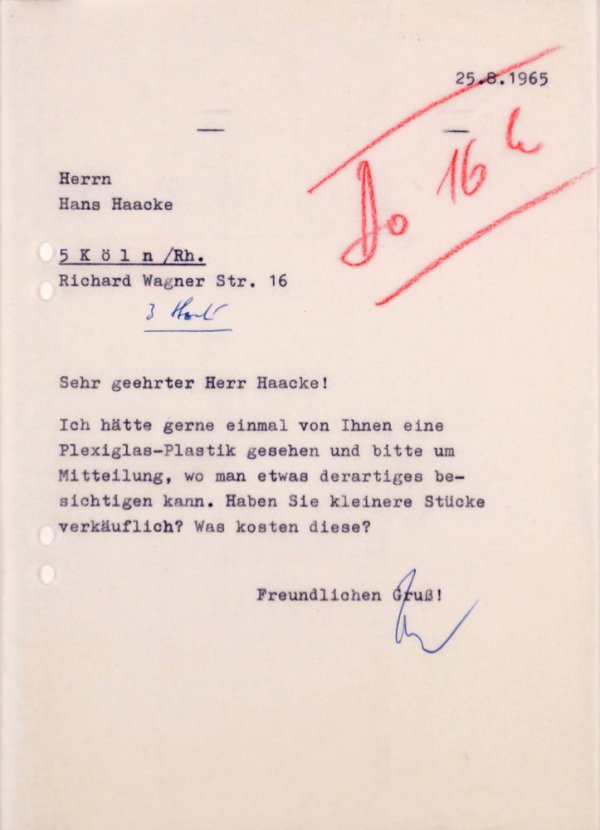 25.8.1965
Do 16 h
Herrn
Hans Haacke
5 K ö l n /Rh.
Richard Wagner Str. 16
3
Sehr geehrter Herr Haacke!
Ich hätte gerne einmal von Ihnen eine
Plexiglas-Plastik gesehen und bitte um
Mitteilung, wo man etwas derartiges be-
sichtigen kann. Haben Sie kleinere Stücke
verkäuflich? Was kosten diese?
Freundlichen Gruß!